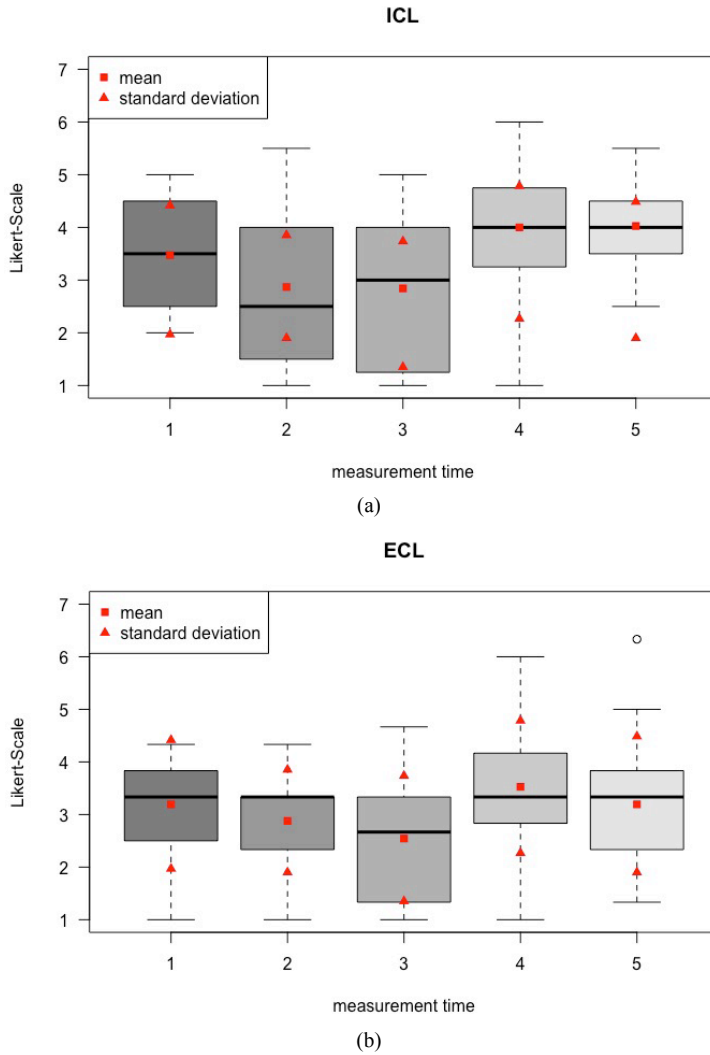 ICL
7
6
5
4
3
2
1
Likert-Scale
mean
standard deviation
1 2 3 4 5
measurement time
(a)
ECL
7
6
5
4
3
2
1
Likert-Scale
mean
standard deviation
1 2 3 4 5
measurement time
(b)